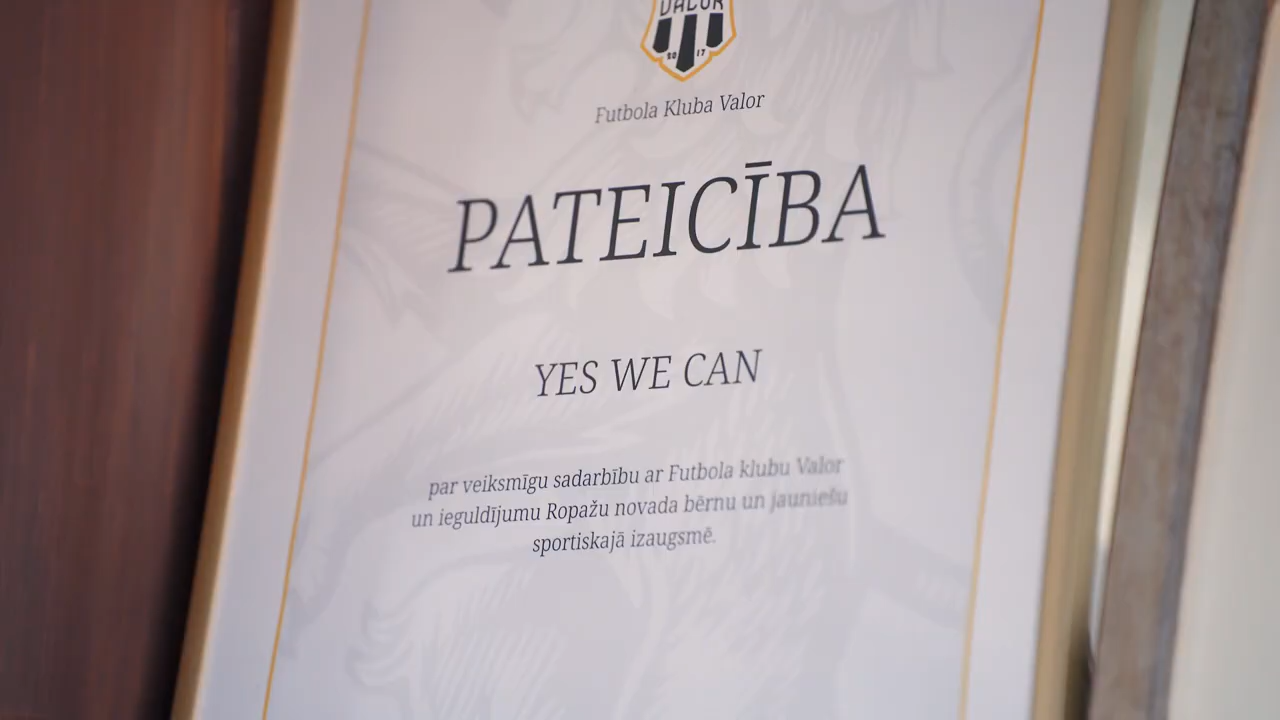 VALOR
20 17
Futbola Kluba Valor
PATEICĪBA
YES WE CAN
par veiksmīgu sadarbību ar Futbola klubu Valor
un ieguldījumu Ropažu novada bērnu un jauniešu
sportiskajā izaugsmē.